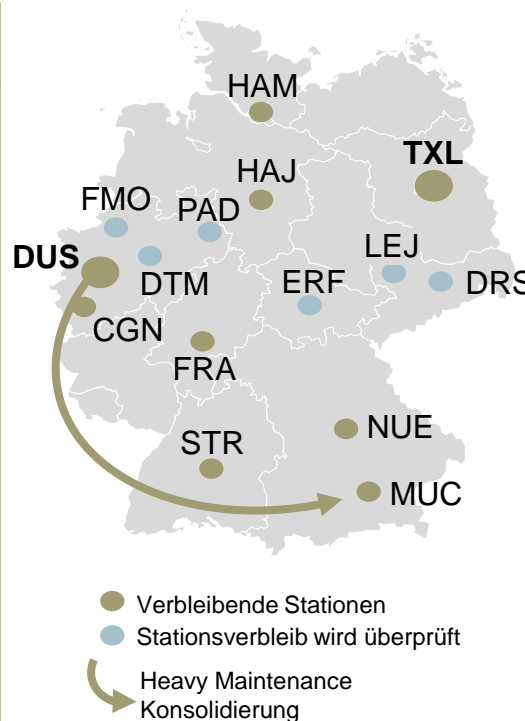 HAM
TXL
HAJ
FMO
PAD
DUS
DTM
ERF
LEJ
DRS
CGN
FRA
STR
NUE
MUC
Verbleibende Stationen
Stationsverbleib wird überprüft
Heavy Maintenance
Konsolidierung